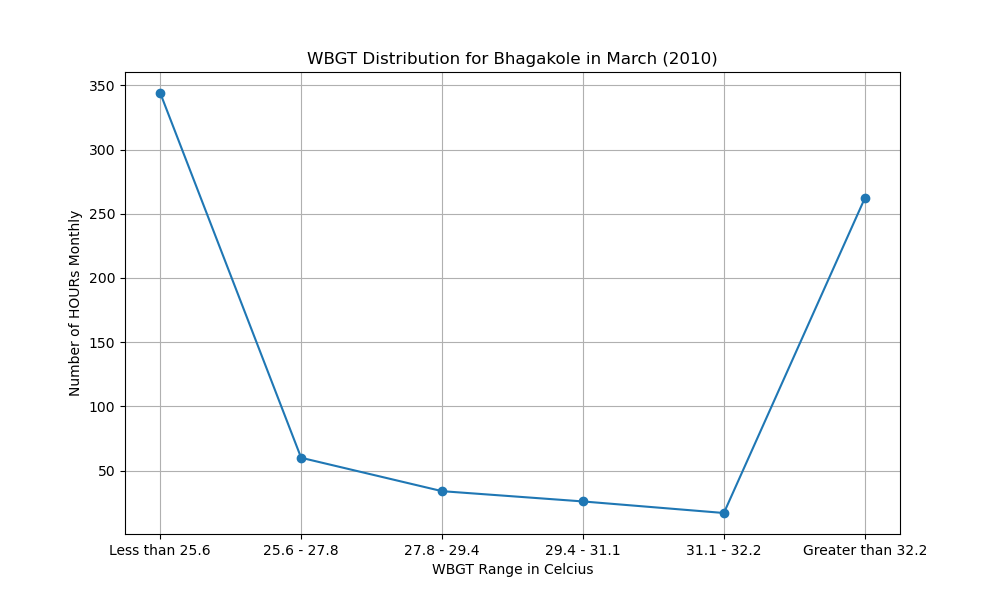 WBGT Distribution for Bhagakole in March (2010)
Number of HOURs Monthly
350
300
250
200
150
100
50
Less than 25.6 25.6 - 27.8 27.8 - 29.4 29.4 - 31.1 31.1 - 32.2 Greater than 32.2
WBGT Range in Celcius